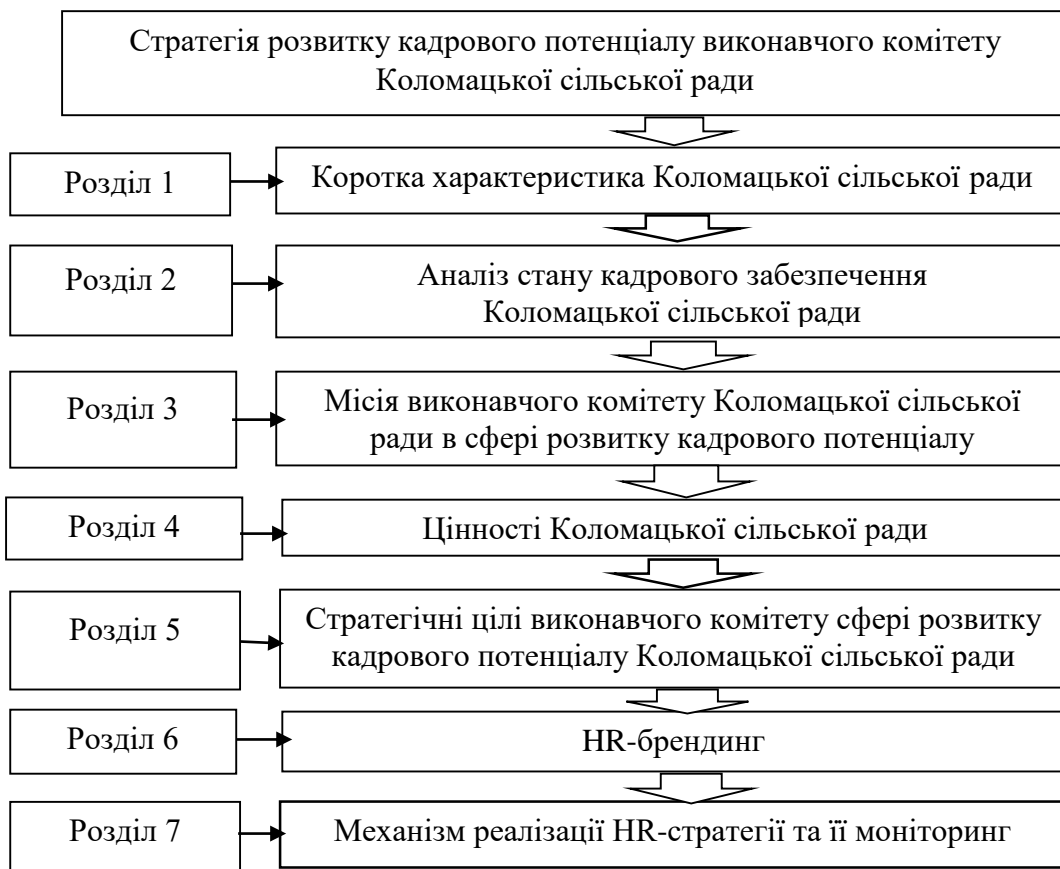 Стратегія розвитку кадрового потенціалу виконавчого комітету
Коломацької сільської ради
Розділ 1
Коротка характеристика Коломацької сільської ради
Розділ 2
Аналіз стану кадрового забезпечення
Коломацької сільської ради
Розділ 3
Місія виконавчого комітету Коломацької сільської
ради в сфері розвитку кадрового потенціалу
Розділ 4
Цінності Коломацької сільської ради
Розділ 5
Стратегічні цілі виконавчого комітету сфері розвитку
кадрового потенціалу Коломацької сільської ради
Розділ 6
HR-брендинг
Розділ 7
Механізм реалізації HR-стратегії та її моніторинг